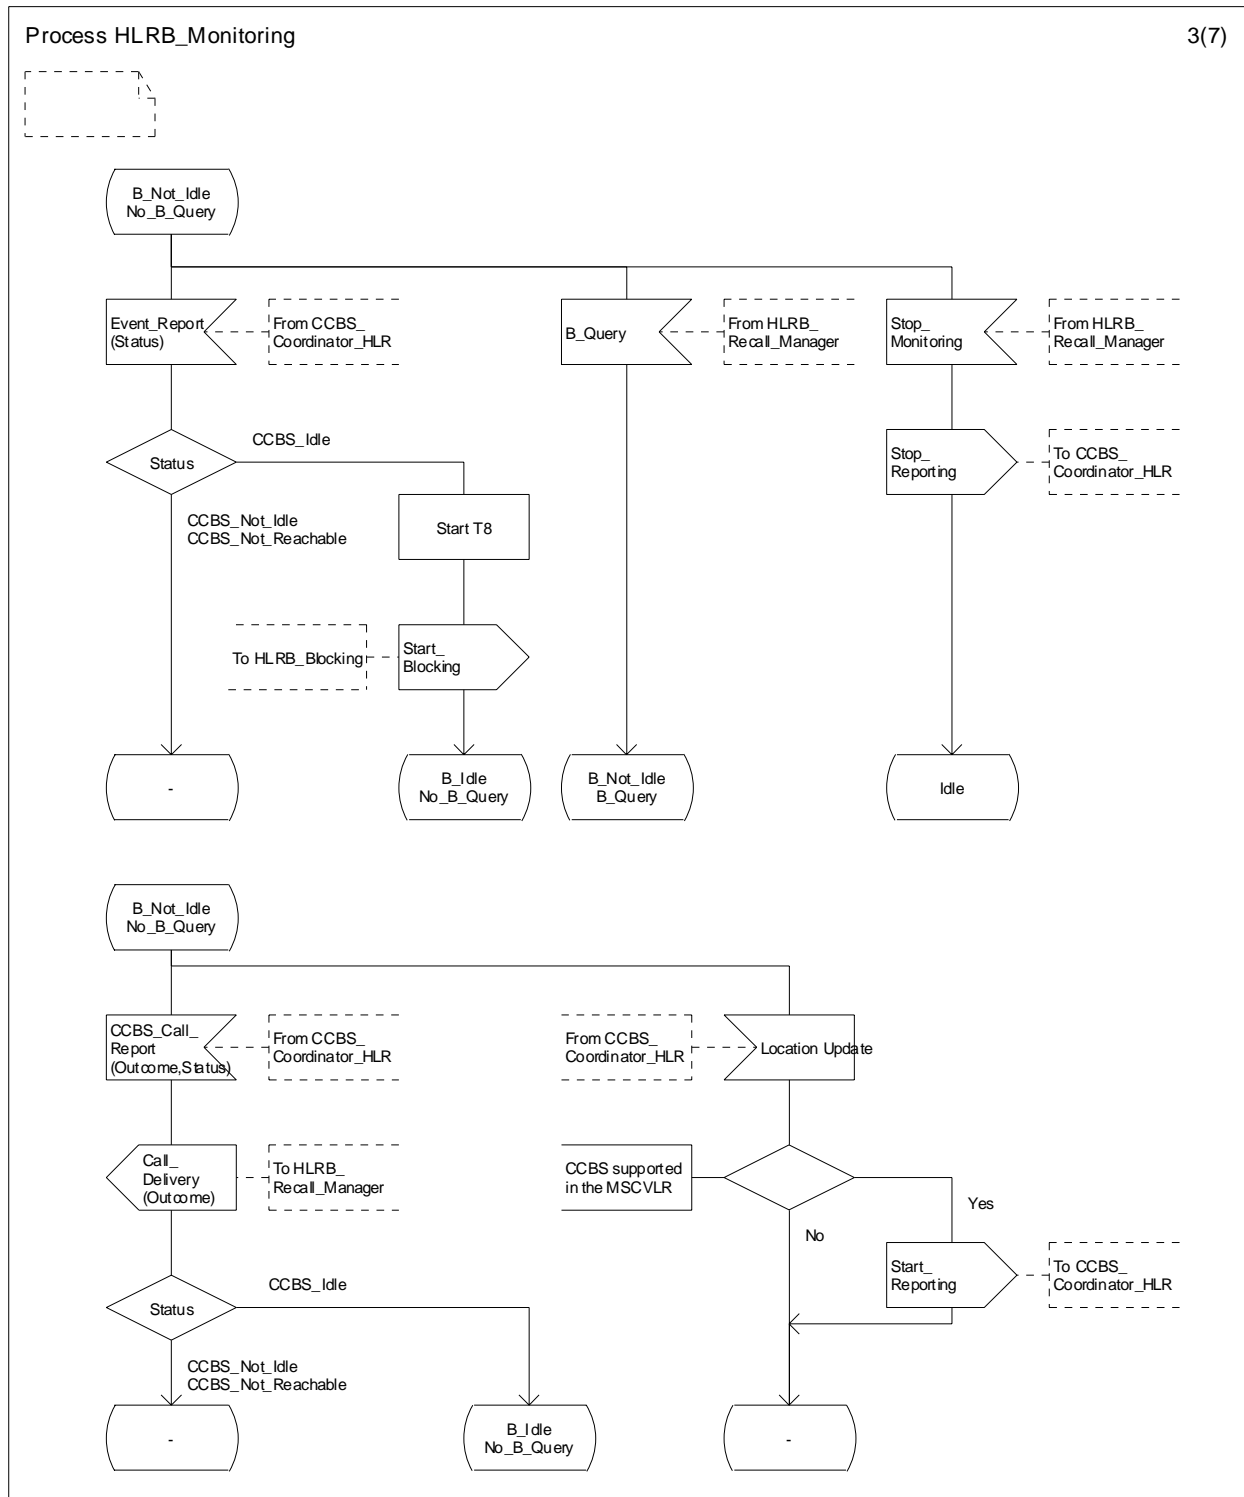 Process HLRB_Monitoring
3(7)
B_Not_Idle
No_B_Query
Event_Report
(Status)
From CCBS_
Coordinator_HLR
B_Query
From HLRB_
Recall_Manager
Stop_
Monitoring
From HLRB_
Recall_Manager
Status
CCBS_Idle
Stop_
Reporting
To CCBS_
Coordinator_HLR
CCBS_Not_Idle
CCBS_Not_Reachable
Start T8
To HLRB_Blocking
Start_
Blocking
-
B_Idle
No_B_Query
B_Not_Idle
B_Query
Idle
B_Not_Idle
No_B_Query
CCBS_Call_
Report
(Outcome,Status)
From CCBS_
Coordinator_HLR
From CCBS_
Coordinator_HLR
Location Update
Call_
Delivery
(Outcome)
To HLRB_
Recall_Manager
CCBS supported
in the MSCVLR
Yes
No
Start_
Reporting
To CCBS_
Coordinator_HLR
Status
CCBS_Idle
CCBS_Not_Idle
CCBS_Not_Reachable
-
B_Idle
No_B_Query
-